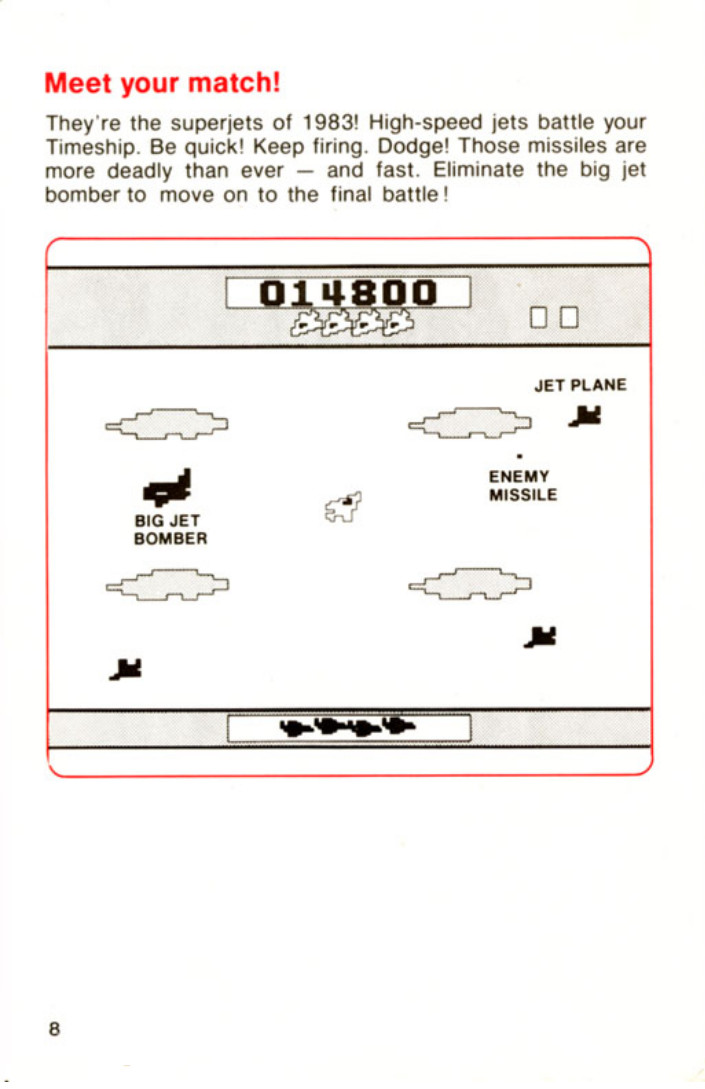 Meet your match!
They're the superjets of 1983! High-speed jets battle your
Timeship. Be quick! Keep firing. Dodge! Those missiles are
more deadly than ever — and fast. Eliminate the big jet
bomber to move on to the final battle!
014800
JET PLANE
ENEMY
MISSILE
BIG JET
BOMBER
8